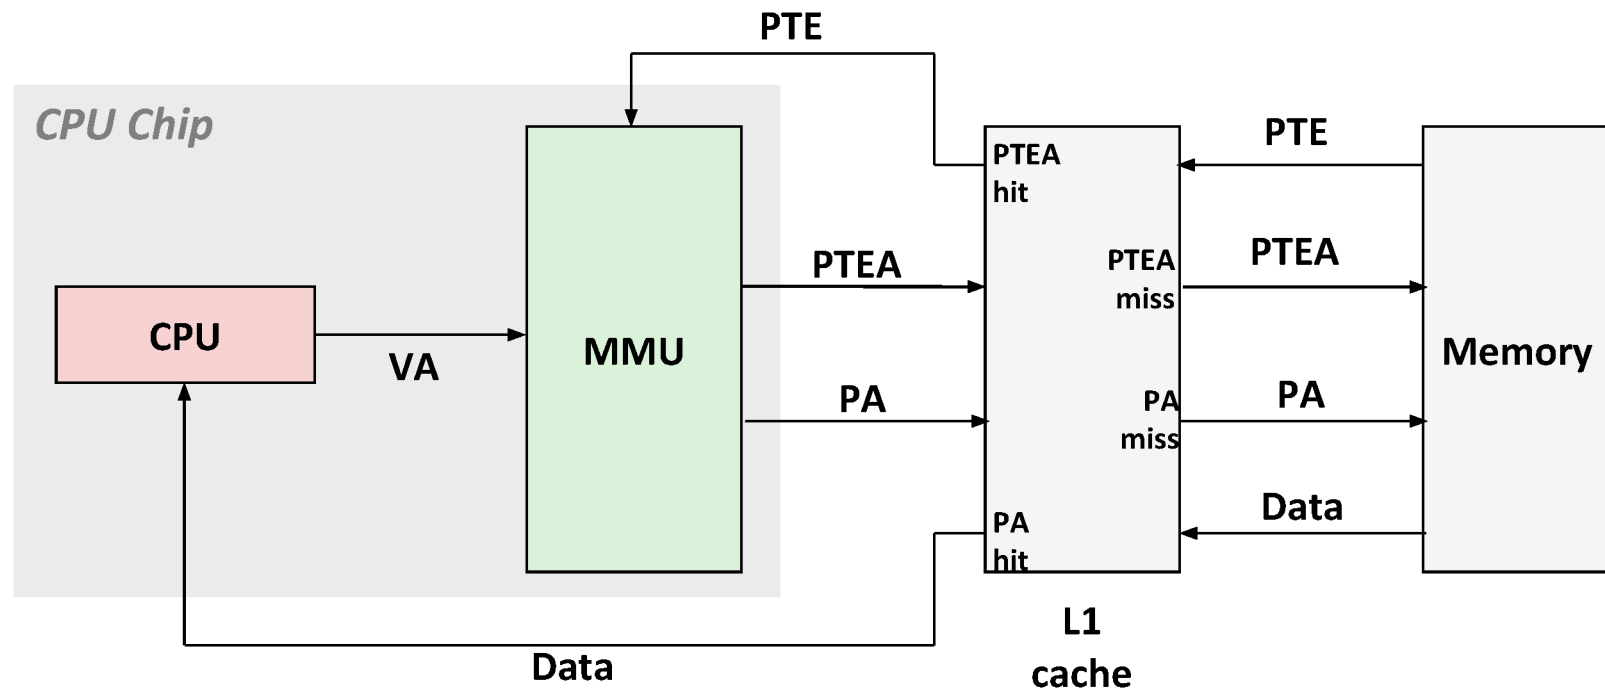 PTE
CPU Chip
PTEA
hit
PTE
PTEA
PTEA
miss
PTEA
CPU
VA
MMU
Memory
PA
PA
miss
PA
PA
hit
Data
Data
L1
cache